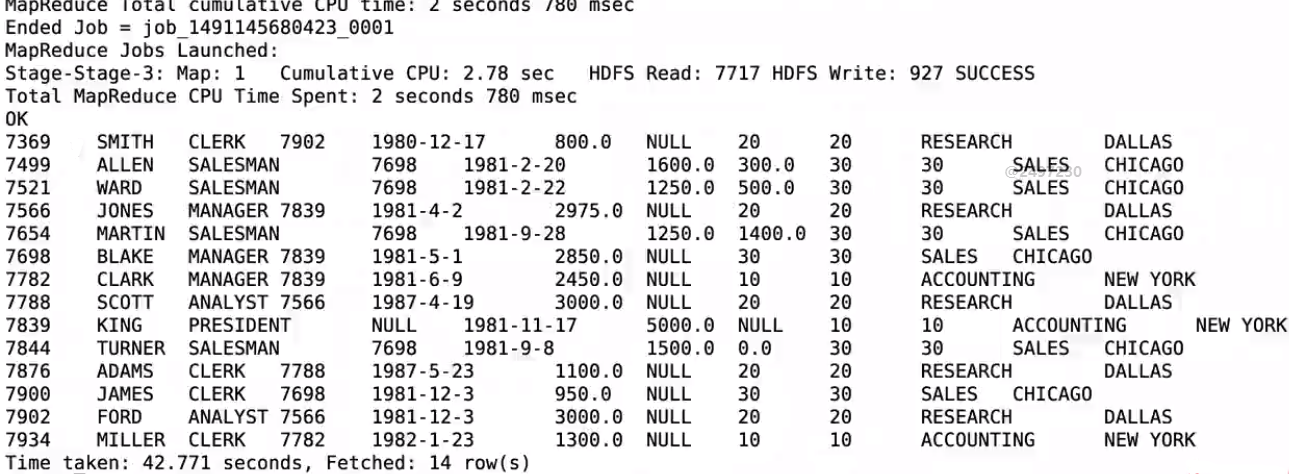 MapReduce Total cumulative CPU time: 2 seconds 780 msec
Ended Job = job_1491145680423_0001
MapReduce Jobs Launched:
Stage-Stage-3: Map: 1   Cumulative CPU: 2.78 sec   HDFS Read: 7717 HDFS Write: 927 SUCCESS
Total MapReduce CPU Time Spent: 2 seconds 780 msec
OK
7369    SMITH   CLERK   7902    1980-12-17      800.0   NULL    20      20      RESEARCH        DALLAS
7499    ALLEN   SALESMAN        7698    1981-2-20       1600.0  300.0   30      30      SALES   CHICAGO
7521    WARD    SALESMAN        7698    1981-2-22       1250.0  500.0   30      30      SALES   CHICAGO
7566    JONES   MANAGER 7839    1981-4-2        2975.0  NULL    20      20      RESEARCH        DALLAS
7654    MARTIN  SALESMAN        7698    1981-9-28       1250.0  1400.0  30      30      SALES   CHICAGO
7698    BLAKE   MANAGER 7839    1981-5-1        2850.0  NULL    30      30      SALES   CHICAGO
7782    CLARK   MANAGER 7839    1981-6-9        2450.0  NULL    10      10      ACCOUNTING      NEW YORK
7788    SCOTT   ANALYST 7566    1987-4-19       3000.0  NULL    20      20      RESEARCH        DALLAS
7839    KING    PRESIDENT       NULL    1981-11-17      5000.0  NULL    10      10      ACCOUNTING      NEW YORK
7844    TURNER  SALESMAN        7698    1981-9-8        1500.0  0.0     30      30      SALES   CHICAGO
7876    ADAMS   CLERK   7788    1987-5-23       1100.0  NULL    20      20      RESEARCH        DALLAS
7900    JAMES   CLERK   7698    1981-12-3       950.0   NULL    30      30      SALES   CHICAGO
7902    FORD    ANALYST 7566    1981-12-3       3000.0  NULL    20      20      RESEARCH        DALLAS
7934    MILLER  CLERK   7782    1982-1-23       1300.0  NULL    10      10      ACCOUNTING      NEW YORK
Time taken: 42.771 seconds, Fetched: 14 row(s)